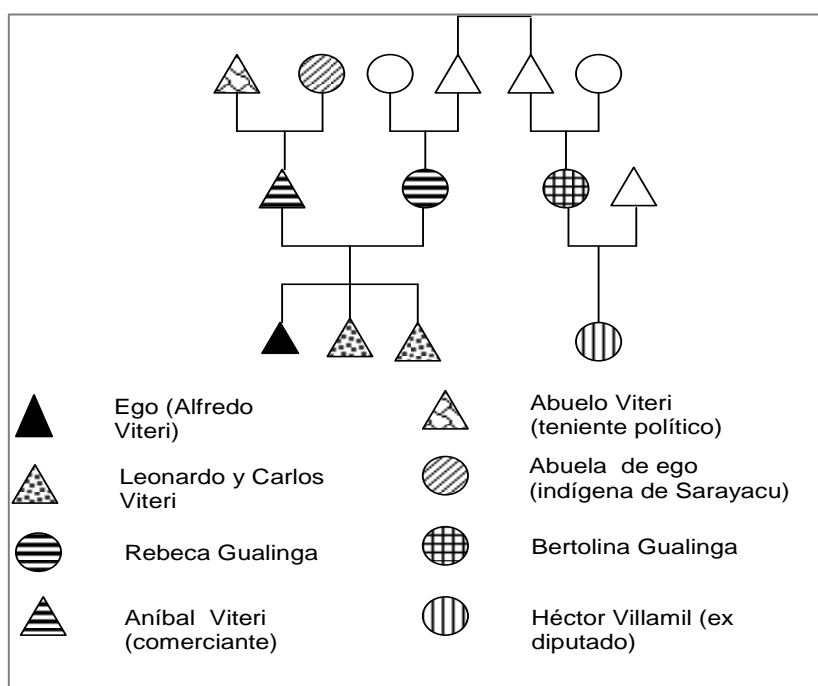 Ego (Alfredo
Viteri)
Leonardo y Carlos
Viteri
Rebeca Gualinga
Aníbal Viteri
(comerciante)
Abuelo Viteri
(teniente político)
Abuela de ego
(indígena de Sarayacu)
Bertolina Gualinga
Héctor Villamil (ex
diputado)